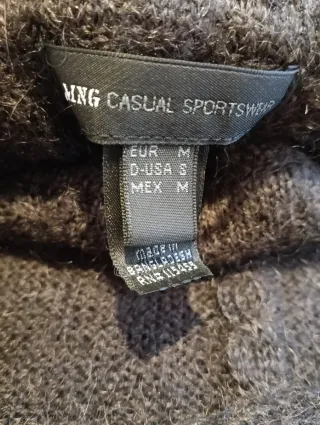 MNG CASUAL SPORTSWEAR
EUR M
D-USA S
MEX M
made in
BANGLADESH